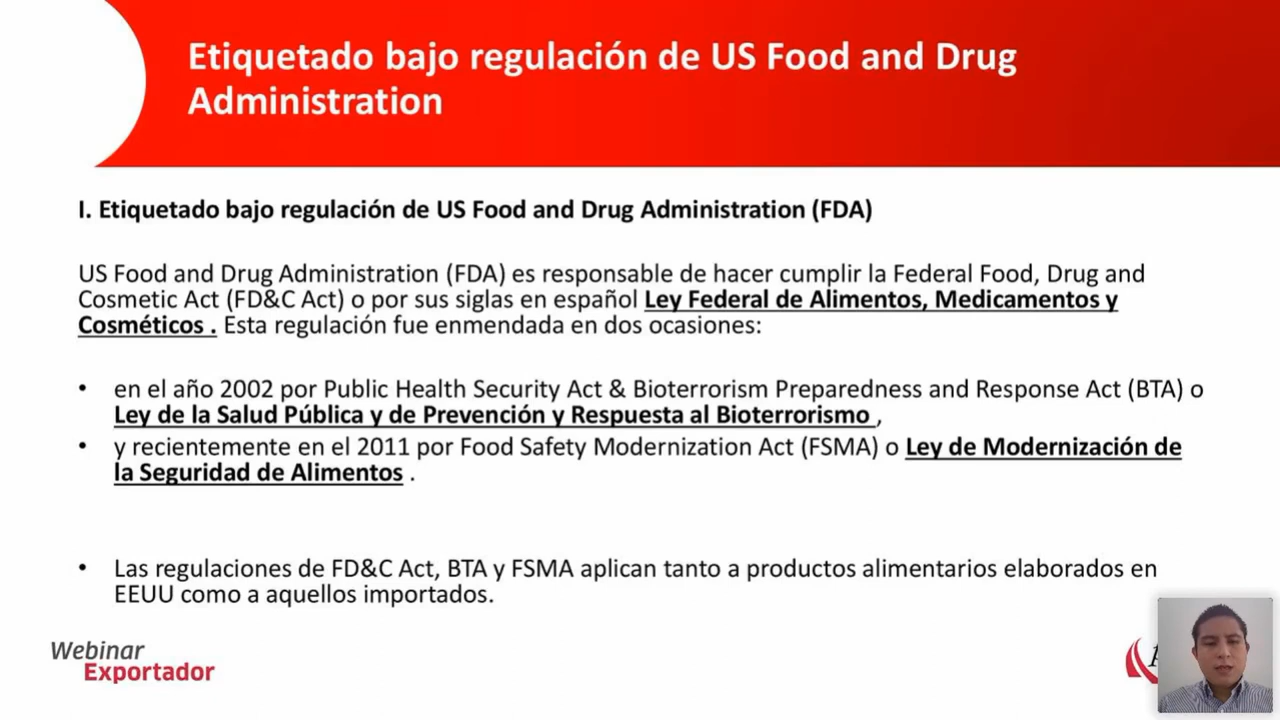 Etiquetado bajo regulación de US Food and Drug
Administration
I. Etiquetado bajo regulación de US Food and Drug Administration (FDA)
US Food and Drug Administration (FDA) es responsable de hacer cumplir la Federal Food, Drug and
Cosmetic Act (FD&C Act) o por sus siglas en español Ley Federal de Alimentos, Medicamentos y
Cosméticos . Esta regulación fue enmendada en dos ocasiones:
• en el año 2002 por Public Health Security Act & Bioterrorism Preparedness and Response Act (BTA) o
Ley de la Salud Pública y de Prevención y Respuesta al Bioterrorismo ,
• y recientemente en el 2011 por Food Safety Modernization Act (FSMA) o Ley de Modernización de
la Seguridad de Alimentos .
• Las regulaciones de FD&C Act, BTA y FSMA aplican tanto a productos alimentarios elaborados en
EEUU como a aquellos importados.
Webinar
Exportador